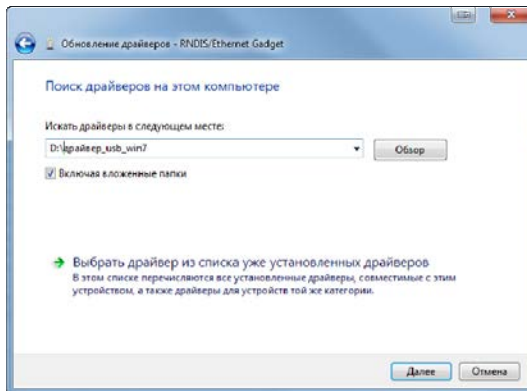 Обновление драйверов - RNDIS/Ethernet Gadget
Поиск драйверов на этом компьютере
Искать драйверы в следующем месте:
D:\драйвер_usb_win7
Обзор
Включая вложенные папки
Выбрать драйвер из списка уже установленных драйверов
В этом списке перечисляются все установленные драйверы, совместимые с этим
устройством, а также драйверы для устройств той же категории.
Далее
Отмена